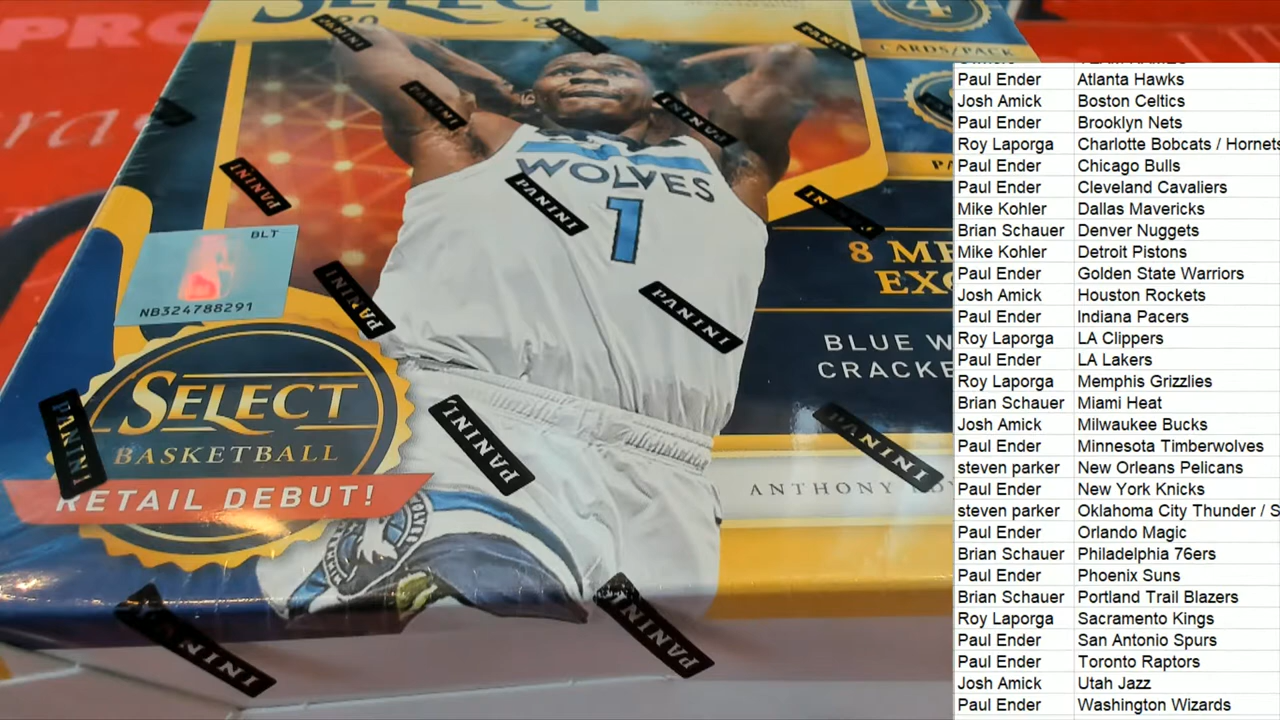 SELECT
20 '2
4
CARDS/PACK
PRO
PANINI
PANINI
PANINI
PANINI
PANINI
PANINI
WOLVES
PANINI
1
BLT
NB324788291
8 ME
EXC
PANINI
PANINI
BLUE W
CRACKE
SELECT
BASKETBALL
RETAIL DEBUT!
PANINI
PANINI
PANINI
ANTHONY
PANINI
Paul Ender Atlanta Hawks
Josh Amick Boston Celtics
Paul Ender Brooklyn Nets
Roy Laporga Charlotte Bobcats / Hornets
Paul Ender Chicago Bulls
Paul Ender Cleveland Cavaliers
Mike Kohler Dallas Mavericks
Brian Schauer Denver Nuggets
Mike Kohler Detroit Pistons
Paul Ender Golden State Warriors
Josh Amick Houston Rockets
Paul Ender Indiana Pacers
Roy Laporga LA Clippers
Paul Ender LA Lakers
Roy Laporga Memphis Grizzlies
Brian Schauer Miami Heat
Josh Amick Milwaukee Bucks
Paul Ender Minnesota Timberwolves
steven parker New Orleans Pelicans
Paul Ender New York Knicks
steven parker Oklahoma City Thunder / S
Paul Ender Orlando Magic
Brian Schauer Philadelphia 76ers
Paul Ender Phoenix Suns
Brian Schauer Portland Trail Blazers
Roy Laporga Sacramento Kings
Paul Ender San Antonio Spurs
Paul Ender Toronto Raptors
Josh Amick Utah Jazz
Paul Ender Washington Wizards